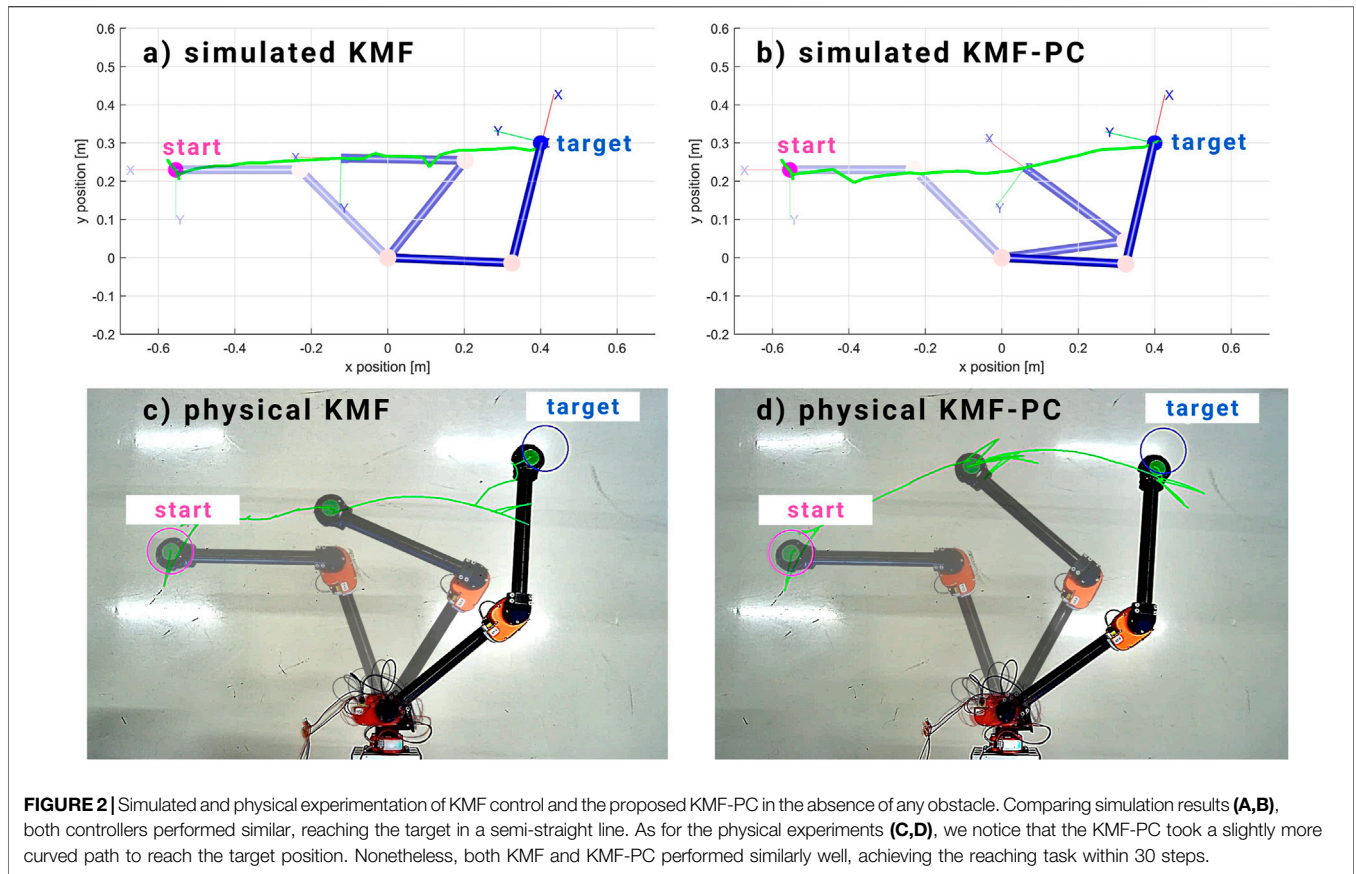 a) simulated KMF
0.6
0.5
0.4
0.3
0.2
0.1
0
-0.1
-0.2
y position [m]
start
target
X
Y
X
Y
X
Y
-0.6 -0.4 -0.2 0 0.2 0.4 0.6
x position [m]
b) simulated KMF-PC
0.6
0.5
0.4
0.3
0.2
0.1
0
-0.1
-0.2
y position [m]
start
target
X
Y
X
Y
X
Y
-0.6 -0.4 -0.2 0 0.2 0.4 0.6
x position [m]
c) physical KMF
target
start
d) physical KMF-PC
target
start
FIGURE 2 | Simulated and physical experimentation of KMF control and the proposed KMF-PC in the absence of any obstacle. Comparing simulation results (A,B),
both controllers performed similar, reaching the target in a semi-straight line. As for the physical experiments (C,D), we notice that the KMF-PC took a slightly more
curved path to reach the target position. Nonetheless, both KMF and KMF-PC performed similarly well, achieving the reaching task within 30 steps.